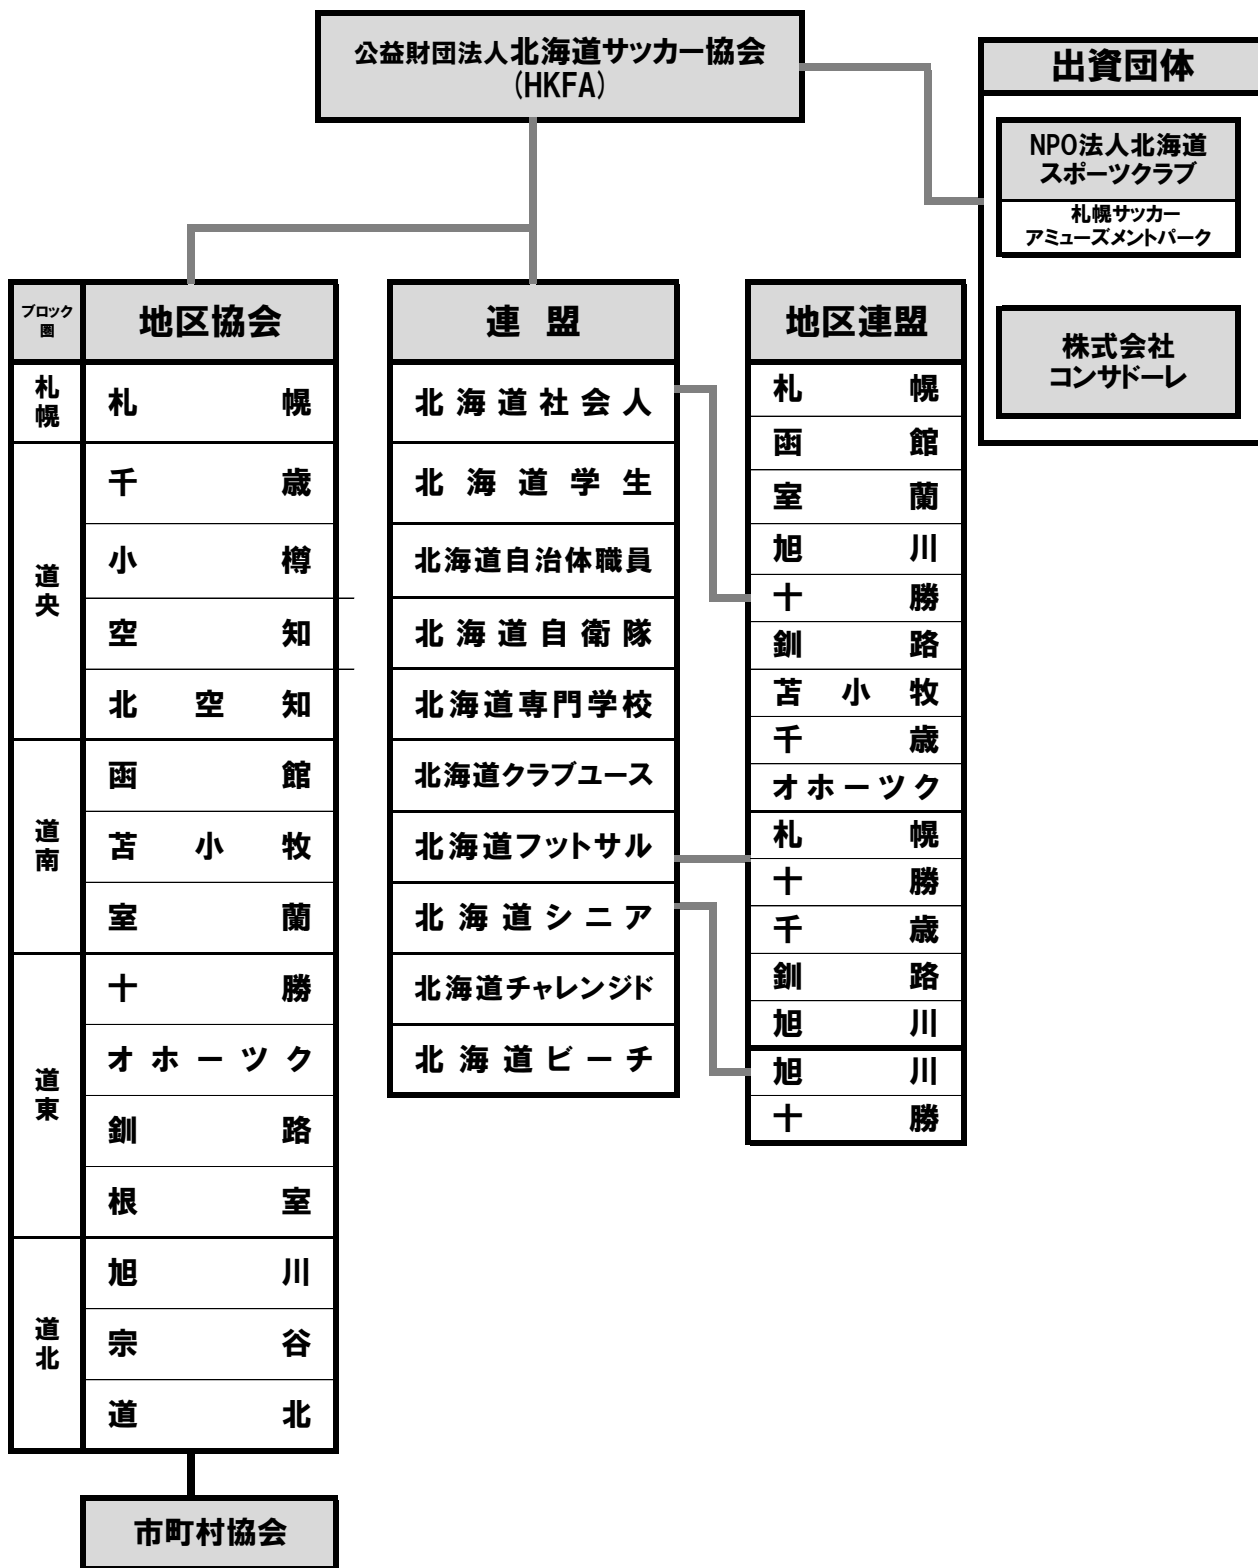 公益財団法人北海道サッカー協会
(HKFA)
出資団体
NPO法人北海道
スポーツクラブ
札幌サッカー
アミューズメントパーク
株式会社
コンサドーレ
ブロック
圏
地区協会
札幌
札幌
道央
千歳
小樽
空知
北空知
道南
函館
苫小牧
室蘭
道東
十勝
オホーツク
釧路
根室
道北
旭川
宗谷
道北
市町村協会
連盟
北海道社会人
北海道学生
北海道自治体職員
北海道自衛隊
北海道専門学校
北海道クラブユース
北海道フットサル
北海道シニア
北海道チャレンジド
北海道ビーチ
地区連盟
札幌
函館
室蘭
旭川
十勝
釧路
苫小牧
千歳
オホーツク
札幌
十勝
千歳
釧路
旭川
旭川
十勝